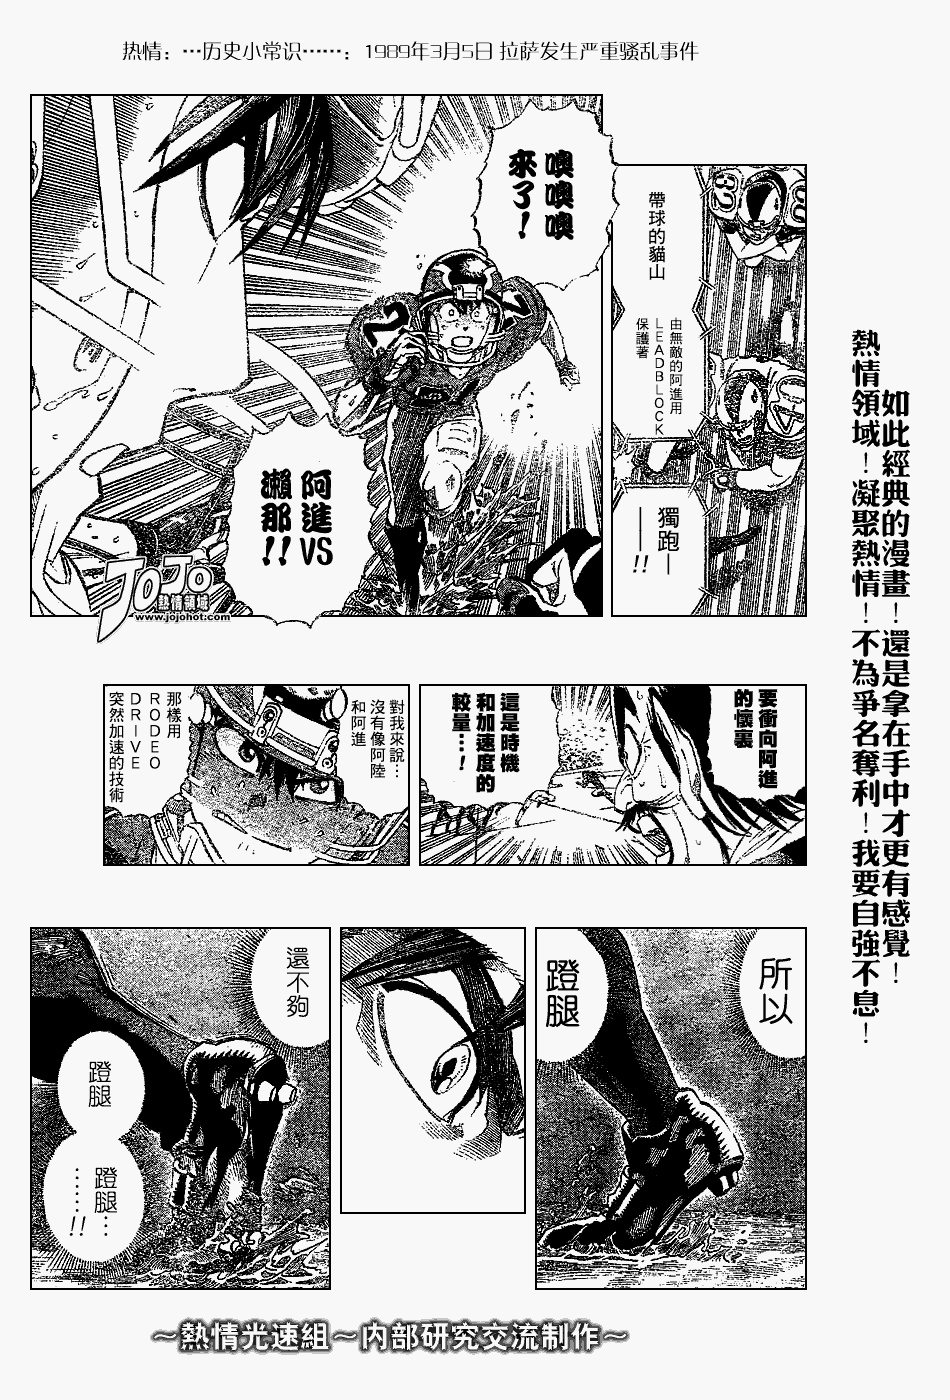 热情：…历史小常识……：1989年3月5日 拉萨发生严重骚乱事件
帶球的貓山
由無敵的阿進用
LEADBLOCK
保護著
獨跑—
—!!
噢噢噢
來了！
阿進VS
瀨那!!
JOJO
熱情領域
www.jojohot.com
要衝向阿進
的懷裏
這是時機
和加速度的
較量…！
對我來說…
沒有像阿陸
和阿進
那樣用
RODEO
DRIVE
突然加速的技術
所以
蹬腿
還不夠
蹬腿
蹬腿…
……!!
如此經典的漫畫！還是拿在手中才更有感覺！
熱情領域！凝聚熱情！不為爭名奪利！我要自強不息！
～熱情光速組～內部研究交流制作～